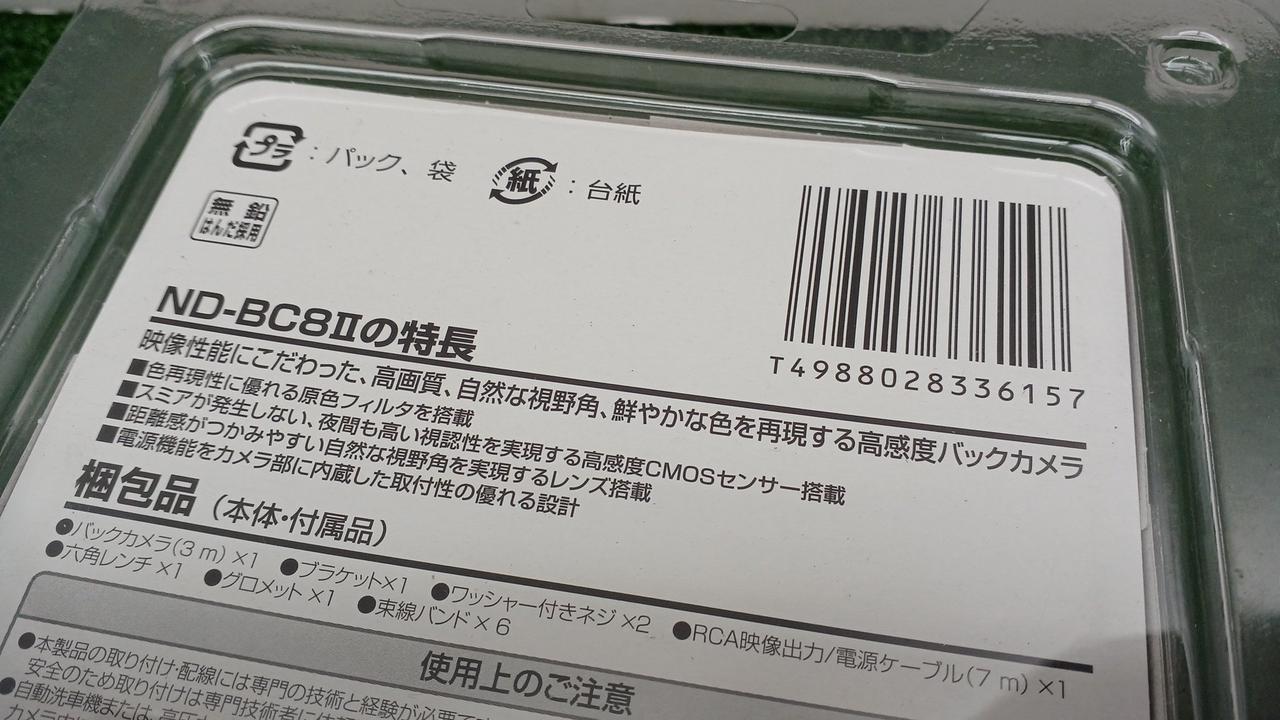 プラ：パック、袋 紙：台紙
無鉛
はんだ採用
T4988028336157
ND-BC8Ⅱの特長
映像性能にこだわった、高画質、自然な視野角、鮮やかな色を再現する高感度バックカメラ
■色再現性に優れる原色フィルタを搭載
■スミアが発生しない、夜間も高い視認性を実現する高感度CMOSセンサー搭載
■距離感がつかみやすい自然な視野角を実現するレンズ搭載
■電源機能をカメラ部に内蔵した取付性の優れる設計
梱包品（本体・付属品）
●バックカメラ（3 m）×1 ●ブラケット×1 ●ワッシャー付きネジ ×2 ●RCA映像出力/電源ケーブル（7 m）×1
●六角レンチ ×1 ●グロメット ×1 ●束線バンド × 6
使用上のご注意
●本製品の取り付け・配線には専門の技術と経験が必要で
安全のため取り付けは専門技術者に
●自動洗車機または、高圧